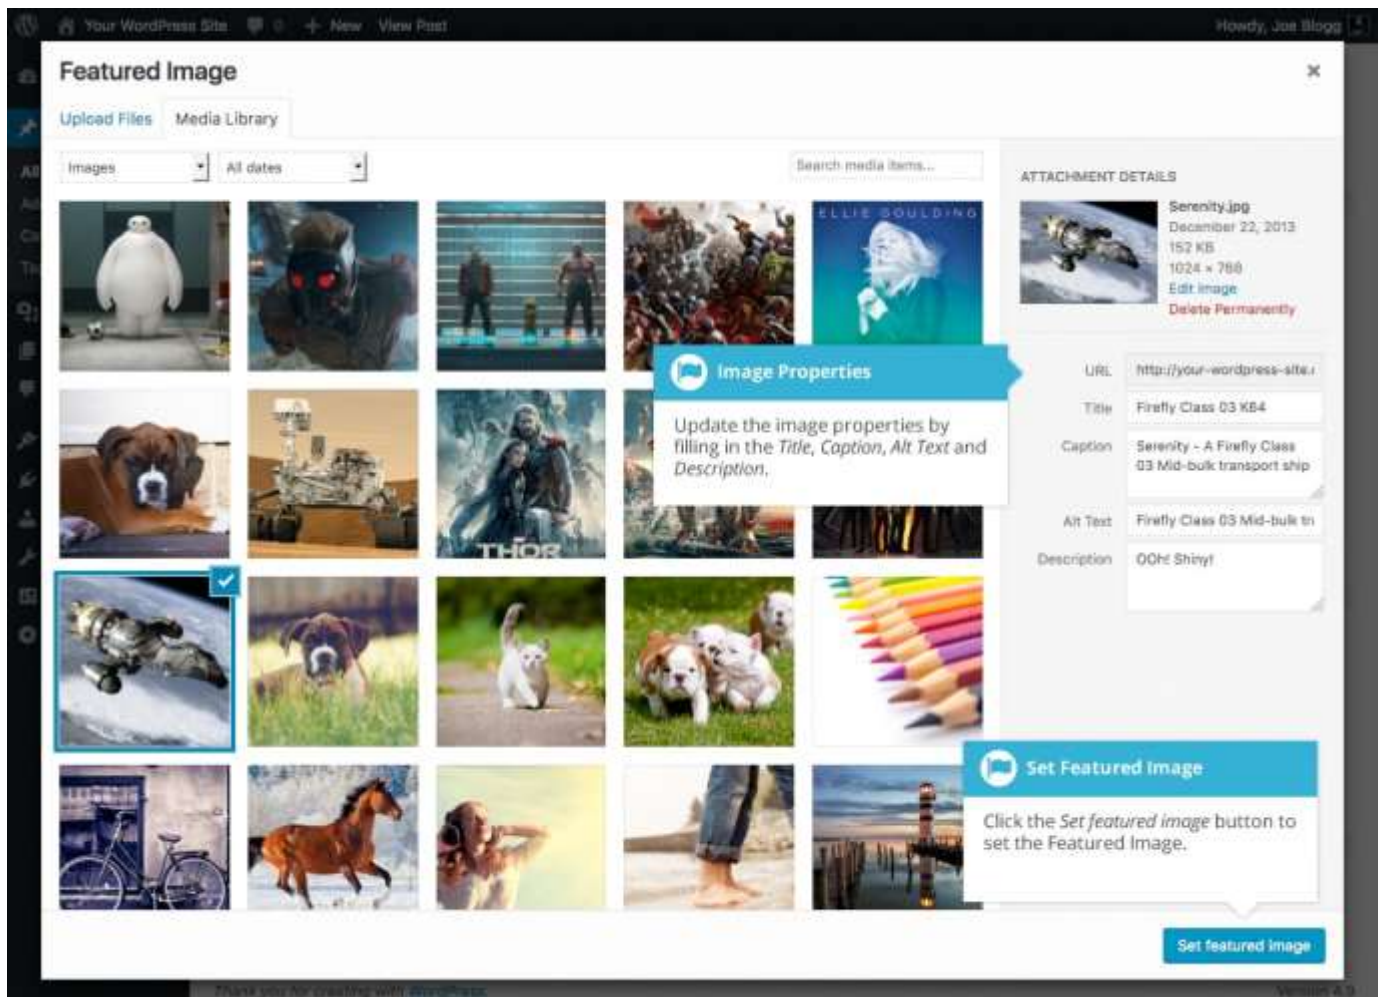 Your WordPress Site 0 New View Post Howdy, Joe Blogg
Featured Image
Upload Files Media Library
Images All dates Search media items...
ATTACHMENT DETAILS
Serenity.jpg
December 22, 2013
152 KB
1024 × 768
Edit image
Delete Permanently
ELLIE GOULDING
Image Properties
Update the image properties by
filling in the Title, Caption, Alt Text and
Description.
URL http://your-wordpress-site.
Title Firefly Class 03 K64
Caption Serenity - A Firefly Class
03 Mid-bulk transport ship
Alt Text Firefly Class 03 Mid-bulk tr
Description OOh! Shiny!
THOR
Set Featured Image
Click the Set featured image button to
set the Featured Image.
Set featured image
Thank you for creating with WordPress. Version 4.9